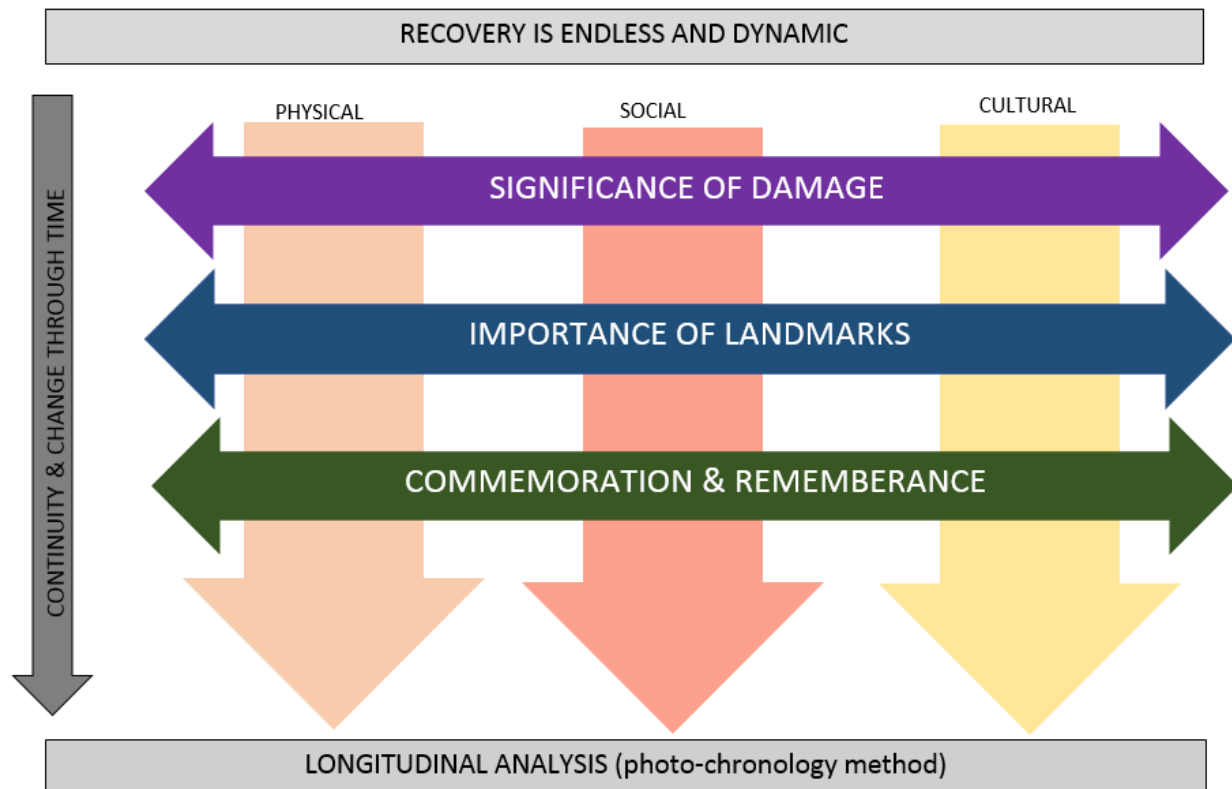 RECOVERY IS ENDLESS AND DYNAMIC
PHYSICAL
SOCIAL
CULTURAL
SIGNIFICANCE OF DAMAGE
IMPORTANCE OF LANDMARKS
COMMEMORATION & REMEMBERANCE
CONTINUITY & CHANGE THROUGH TIME
LONGITUDINAL ANALYSIS (photo-chronology method)